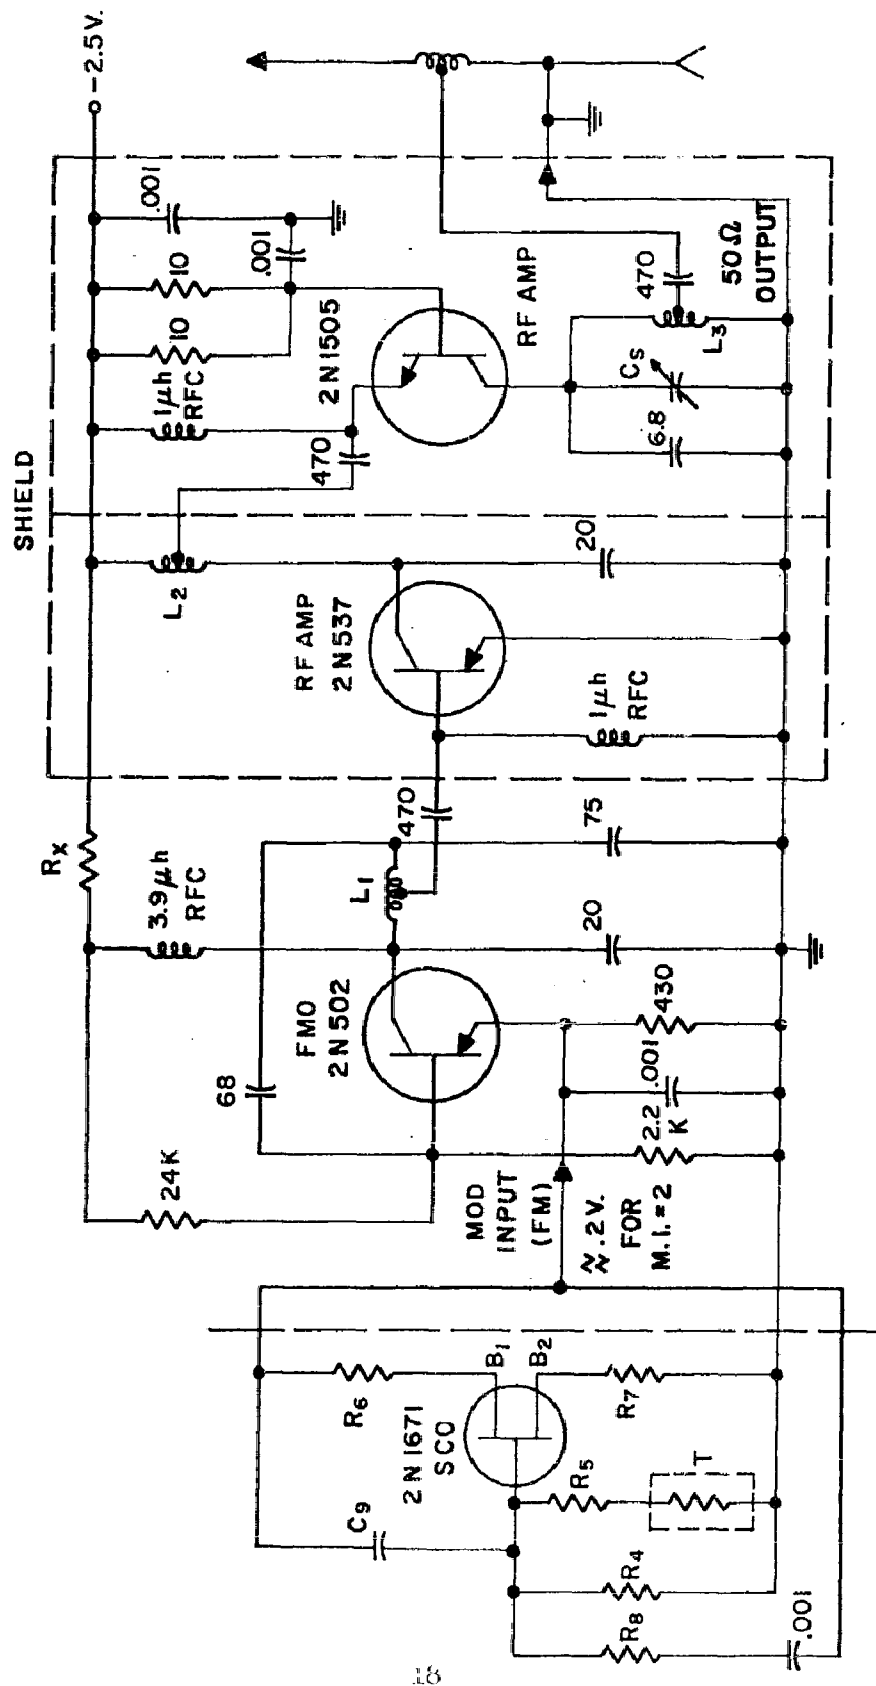 SHIELD
-2.5V.
R6
C9
2N1671
SCO
B1
B2
R5
R7
T
R4
R8
.001
24K
68
MOD
INPUT
(FM)
≈.2V.
FOR
M.I.=2
2.2
K
.001
430
FMO
2N502
3.9μh
RFC
RX
L1
20
75
470
RF AMP
2N537
1μh
RFC
L2
20
470
1μh
RFC
10
10
.001
.001
2N1505
RF AMP
6.8
CS
L3
470
50Ω
OUTPUT
18